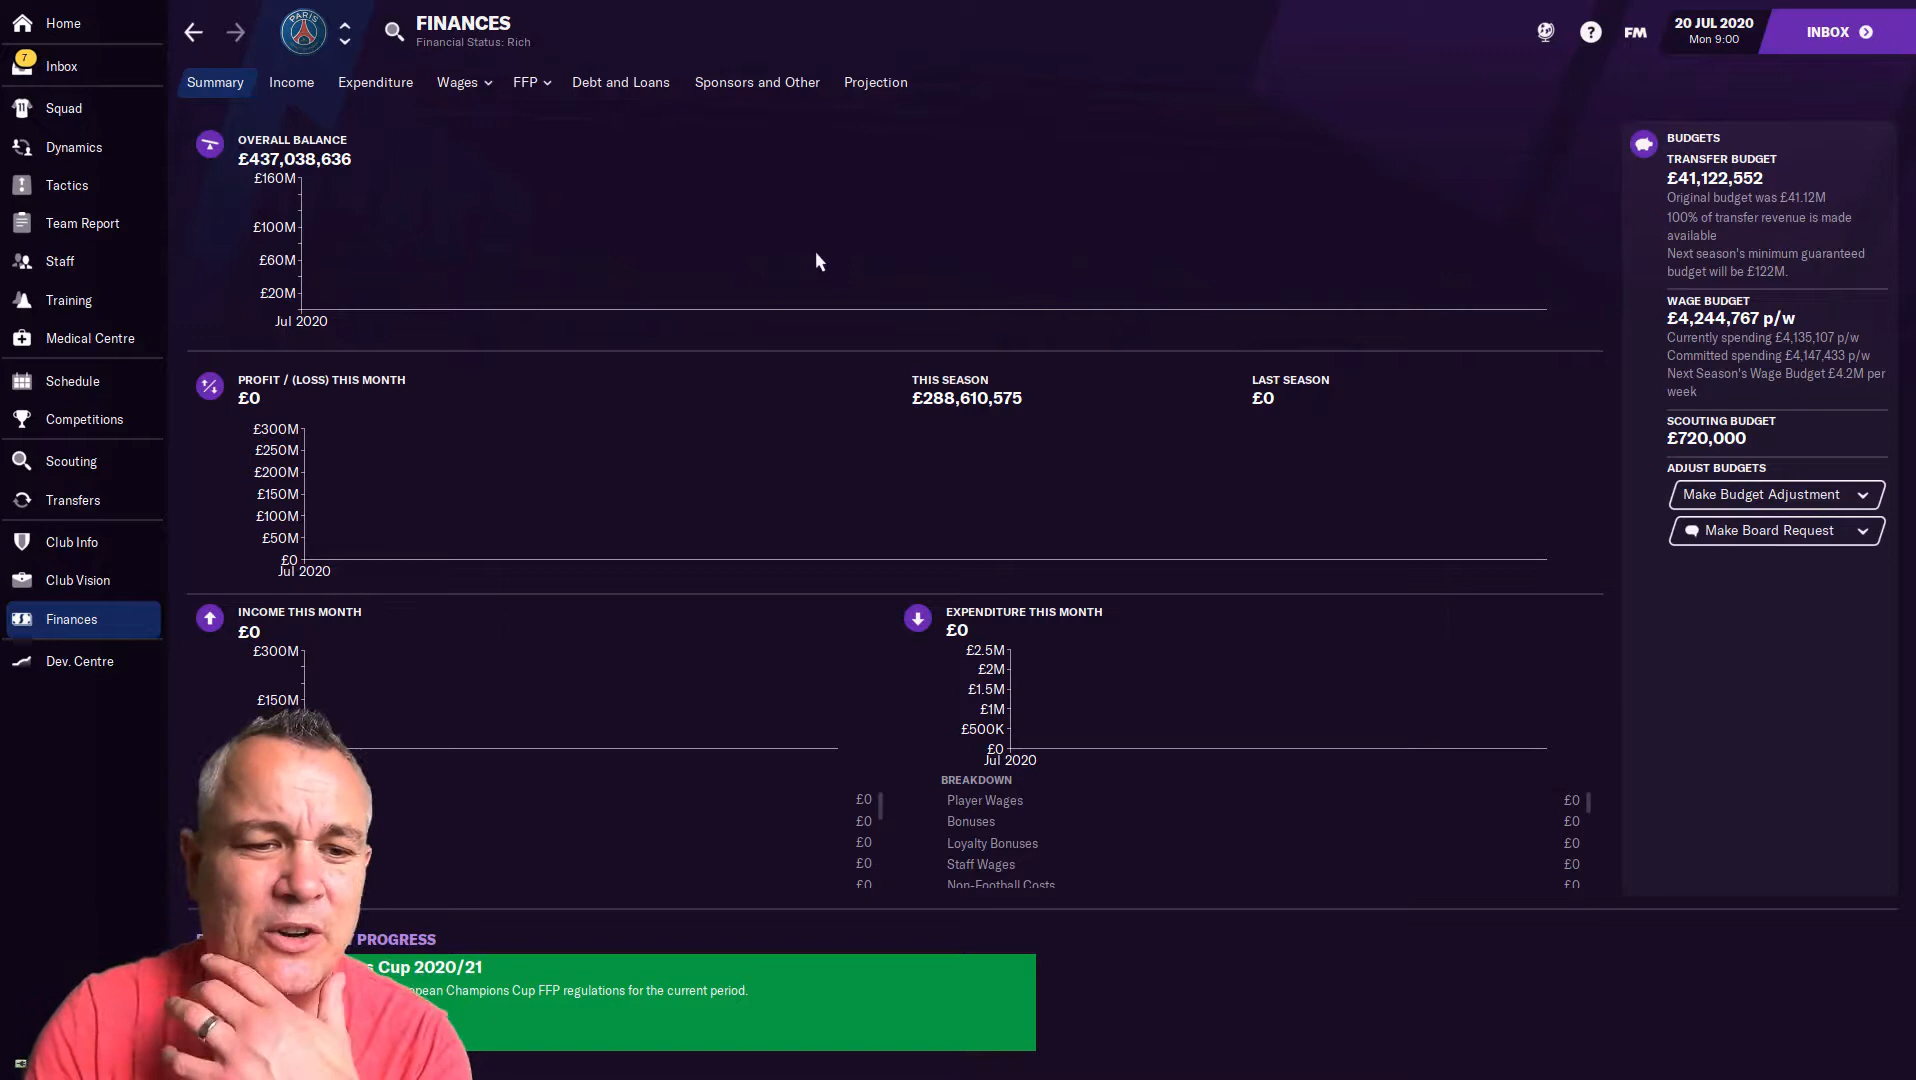 Home
Inbox
7
Squad
11
Dynamics
Tactics
Team Report
Staff
Training
Medical Centre
Schedule
Competitions
Scouting
Transfers
Club Info
Club Vision
Finances
Dev. Centre
PARIS
FINANCES
Financial Status: Rich
?
FM
20 JUL 2020
Mon 9:00
INBOX
Summary
Income
Expenditure
Wages
FFP
Debt and Loans
Sponsors and Other
Projection
OVERALL BALANCE
£437,038,636
£160M
£100M
£60M
£20M
Jul 2020
PROFIT / (LOSS) THIS MONTH
£0
THIS SEASON
£288,610,575
LAST SEASON
£0
£300M
£250M
£200M
£150M
£100M
£50M
£0
Jul 2020
INCOME THIS MONTH
£0
£300M
£150M
£0
£0
£0
£0
£0
EXPENDITURE THIS MONTH
£0
£2.5M
£2M
£1.5M
£1M
£500K
£0
Jul 2020
BREAKDOWN
Player Wages £0
Bonuses £0
Loyalty Bonuses £0
Staff Wages £0
Non-Football Costs £0
PROGRESS
s Cup 2020/21
opean Champions Cup FFP regulations for the current period.
BUDGETS
TRANSFER BUDGET
£41,122,552
Original budget was £41.12M
100% of transfer revenue is made
available
Next season's minimum guaranteed
budget will be £122M.
WAGE BUDGET
£4,244,767 p/w
Currently spending £4,135,107 p/w
Committed spending £4,147,433 p/w
Next Season's Wage Budget £4.2M per
week
SCOUTING BUDGET
£720,000
ADJUST BUDGETS
Make Budget Adjustment
Make Board Request